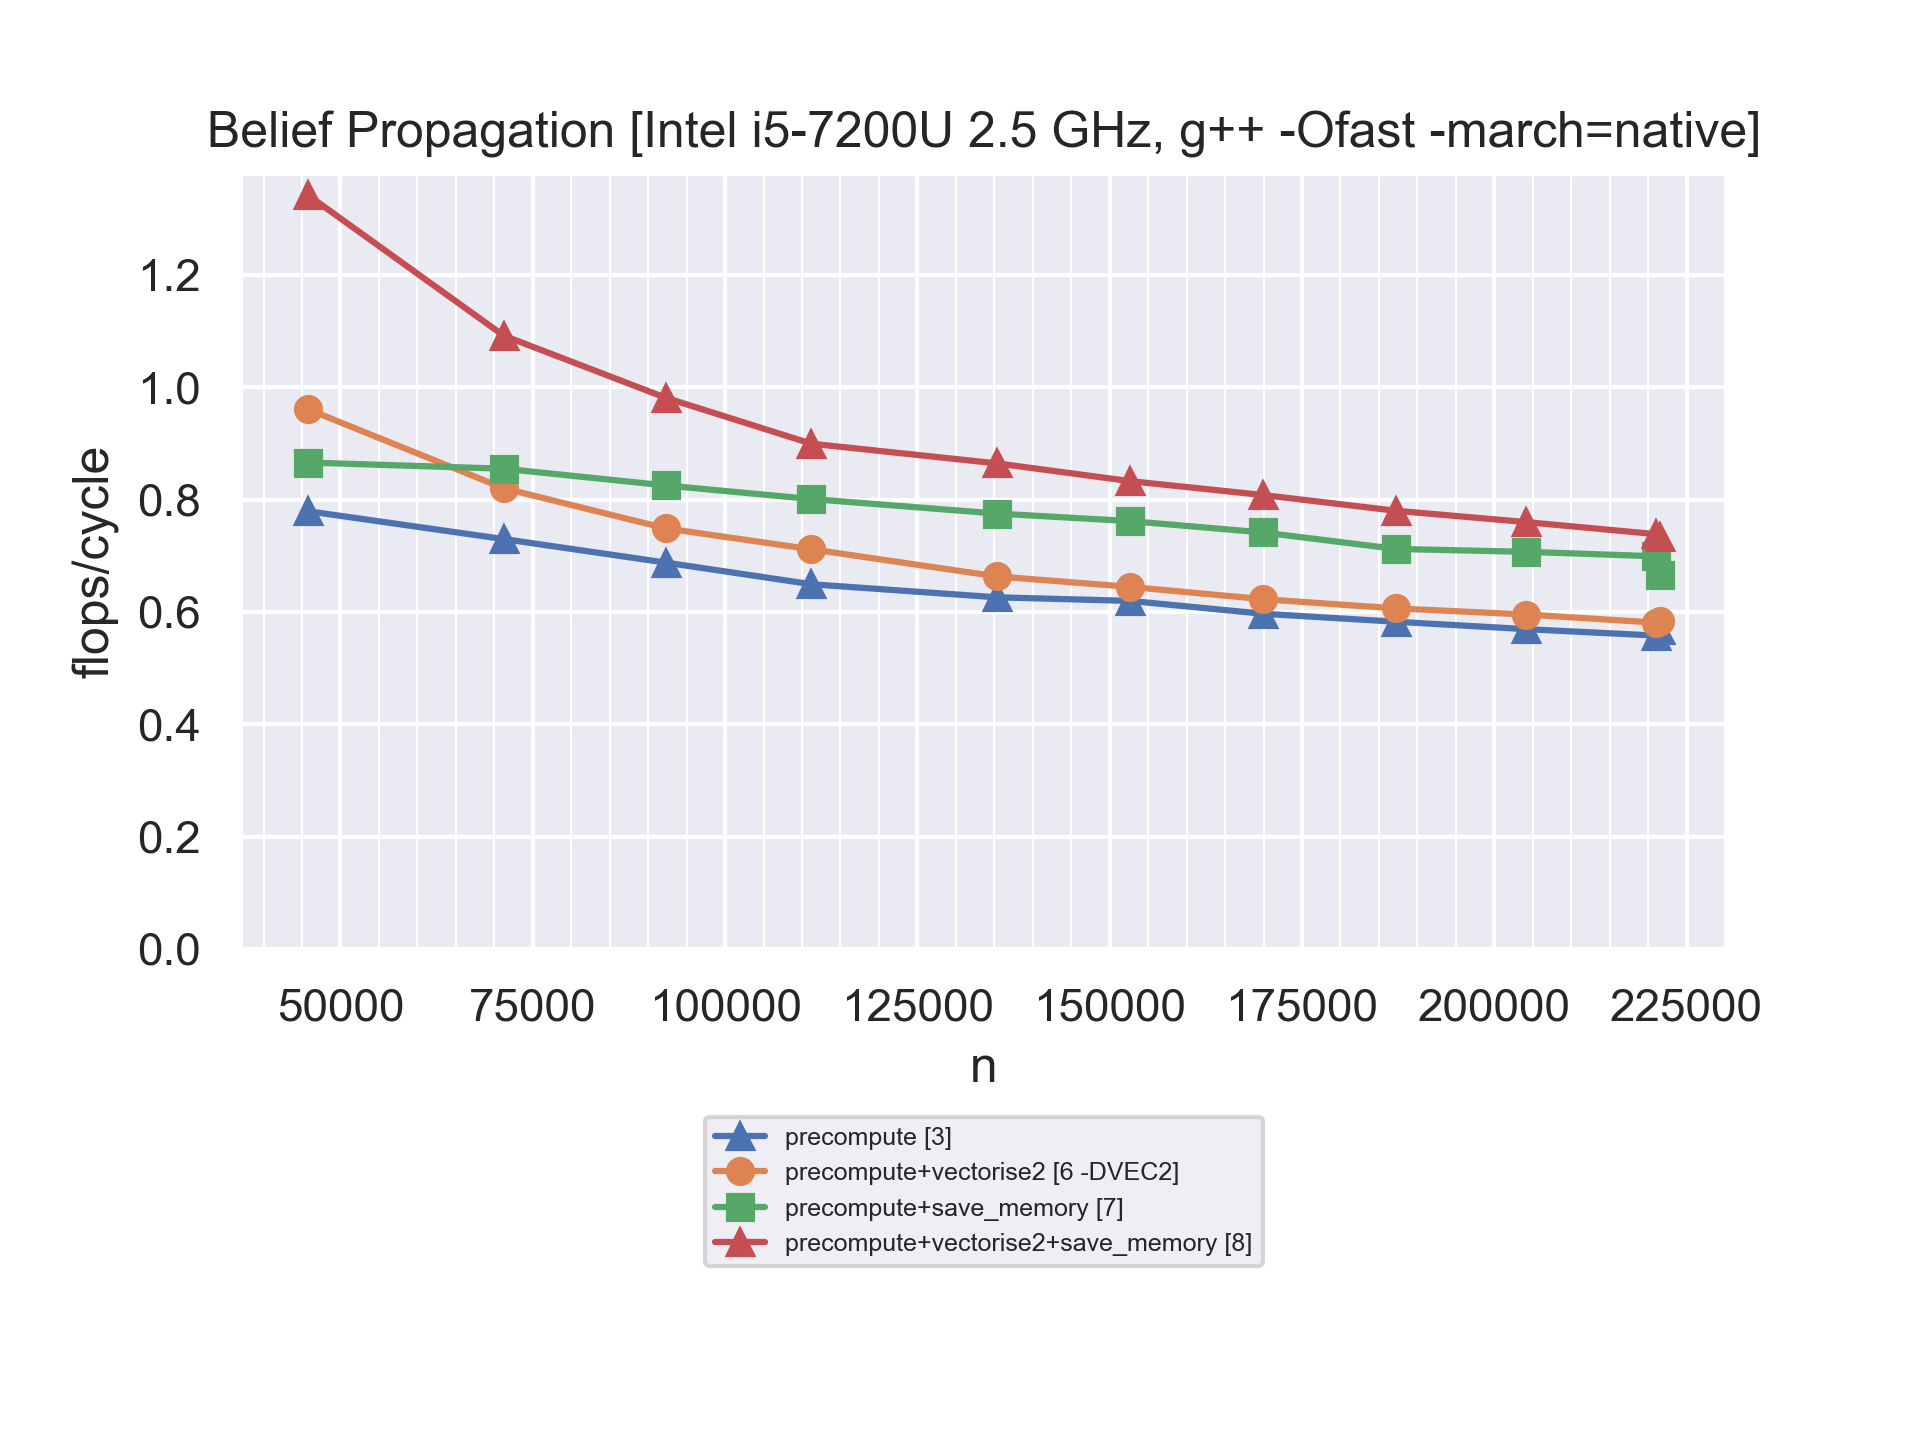 Belief Propagation [Intel i5-7200U 2.5 GHz, g++ -Ofast -march=native]
flops/cycle
1.2
1.0
0.8
0.6
0.4
0.2
0.0
50000 75000 100000 125000 150000 175000 200000 225000
n
precompute [3]
precompute+vectorise2 [6 -DVEC2]
precompute+save_memory [7]
precompute+vectorise2+save_memory [8]